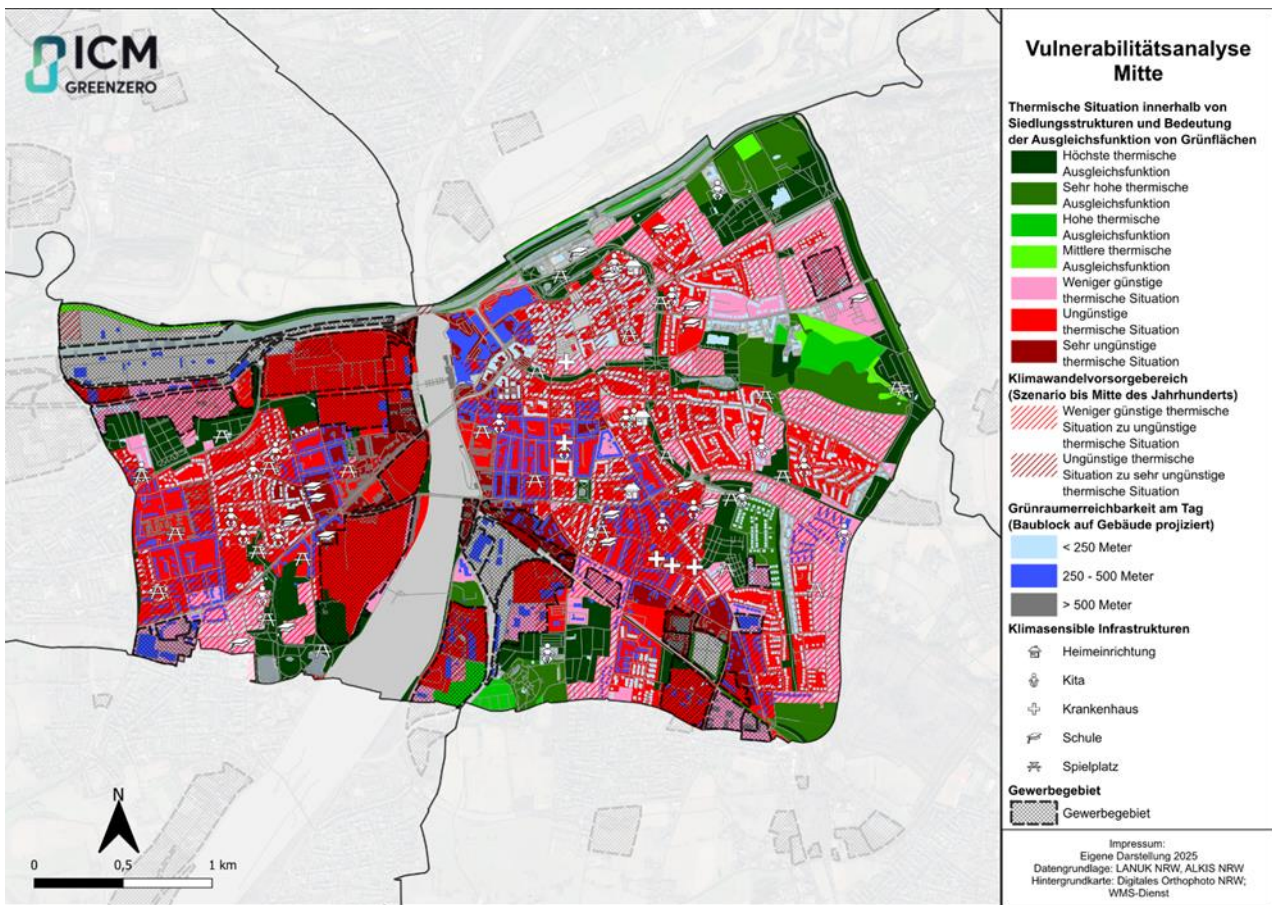 ICM
GREENZERO
N
0
0,5
1 km
Vulnerabilitätsanalyse
Mitte
Thermische Situation innerhalb von
Siedlungsstrukturen und Bedeutung
der Ausgleichsfunktion von Grünflächen
Höchste thermische
Ausgleichsfunktion
Sehr hohe thermische
Ausgleichsfunktion
Hohe thermische
Ausgleichsfunktion
Mittlere thermische
Ausgleichsfunktion
Weniger günstige
thermische Situation
Ungünstige
thermische Situation
Sehr ungünstige
thermische Situation
Klimawandelvorsorgebereich
(Szenario bis Mitte des Jahrhunderts)
Weniger günstige thermische
Situation zu ungünstige
thermische Situation
Ungünstige thermische
Situation zu sehr ungünstige
thermische Situation
Grünraumerreichbarkeit am Tag
(Baublock auf Gebäude projiziert)
< 250 Meter
250 - 500 Meter
> 500 Meter
Klimasensible Infrastrukturen
Heimeinrichtung
Kita
Krankenhaus
Schule
Spielplatz
Gewerbegebiet
Gewerbegebiet
Impressum:
Eigene Darstellung 2025
Datengrundlage: LANUK NRW, ALKIS NRW
Hintergrundkarte: Digitales Orthophoto NRW;
WMS-Dienst